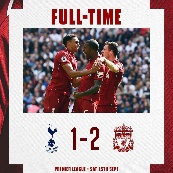 FULL-TIME
1-2
PREMIER LEAGUE - SAT 15TH SEPT